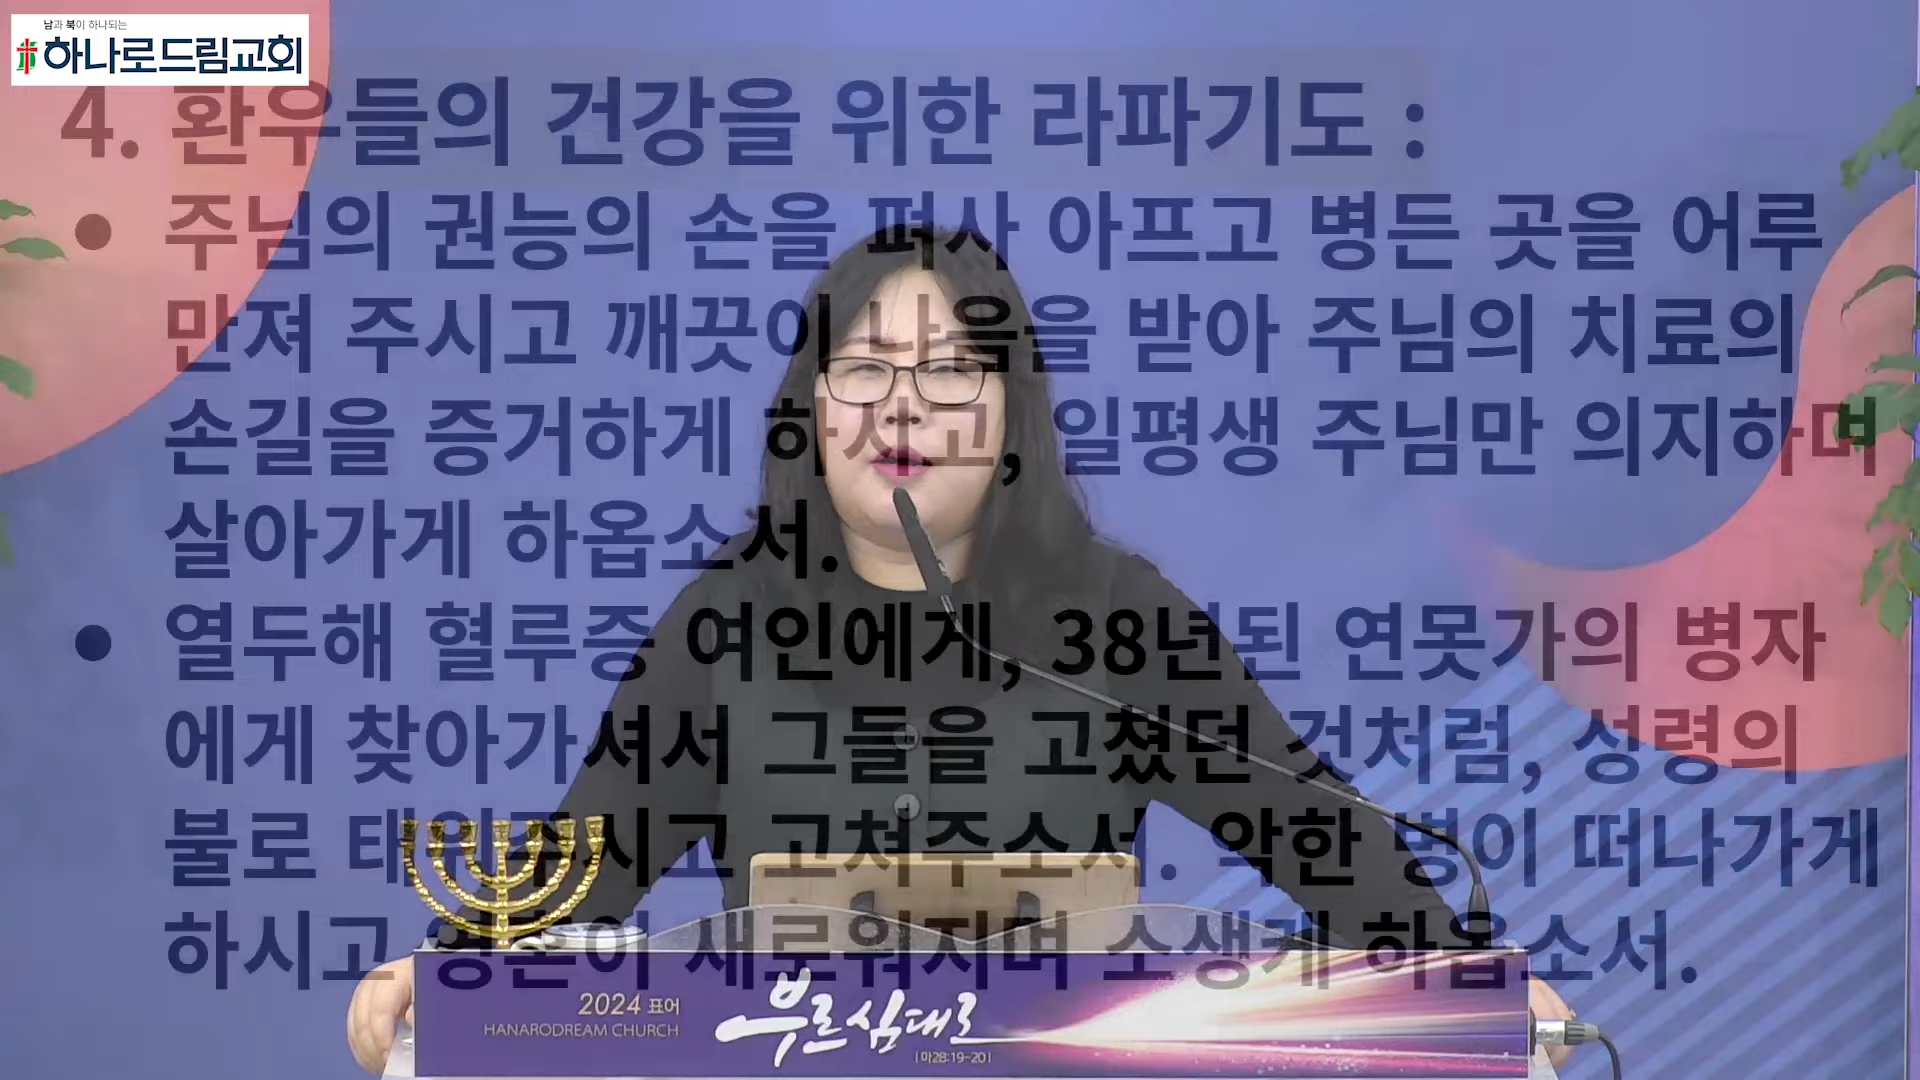 남과 북이 하나되는
하나로드림교회
4. 환우들의 건강을 위한 라파기도 :
• 주님의 권능의 손을 펴사 아프고 병든 곳을 어루
만져 주시고 깨끗이 나음을 받아 주님의 치료의
손길을 증거하게 하시고, 일평생 주님만 의지하며
살아가게 하옵소서.
• 열두해 혈루증 여인에게, 38년된 연못가의 병자
에게 찾아가셔서 그들을 고쳤던 것처럼, 성령의
불로 태워주시고 고쳐주소서. 악한 병이 떠나가게
하시고 영혼이 새로워지며 소생케 하옵소서.
2024 표어
HANARODREAM CHURCH
부르심대로
|마28:19-20|